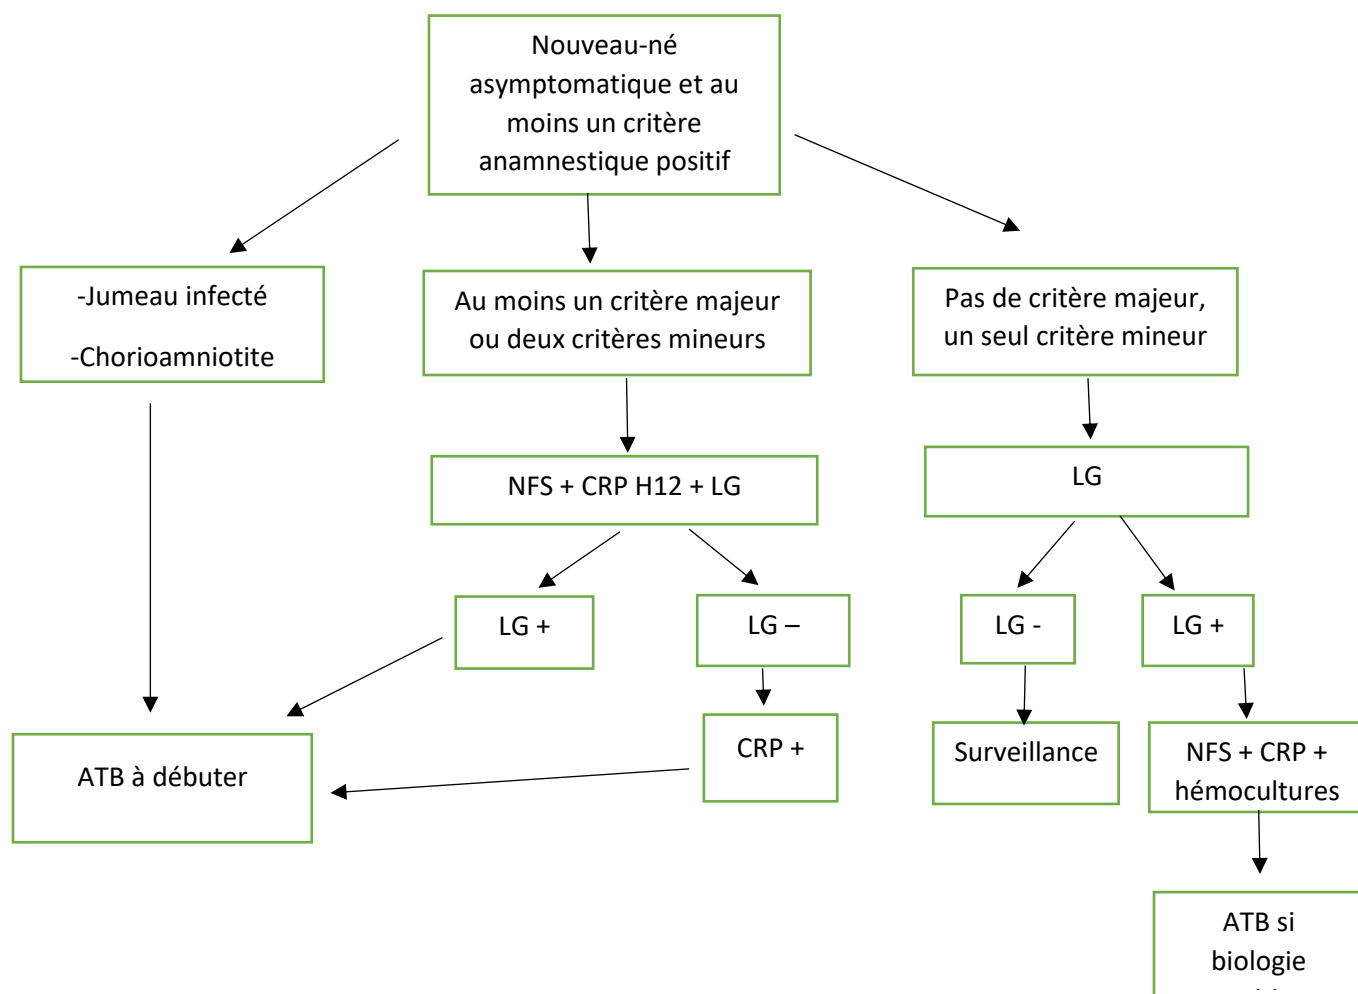 Nouveau-né
asymptomatique et au
moins un critère
anamnestique positif
-Jumeau infecté
-Chorioamniotite
Au moins un critère majeur
ou deux critères mineurs
Pas de critère majeur,
un seul critère mineur
NFS + CRP H12 + LG
LG
LG +
LG –
LG -
LG +
CRP +
ATB à débuter
Surveillance
NFS + CRP +
hémocultures
ATB si
biologie